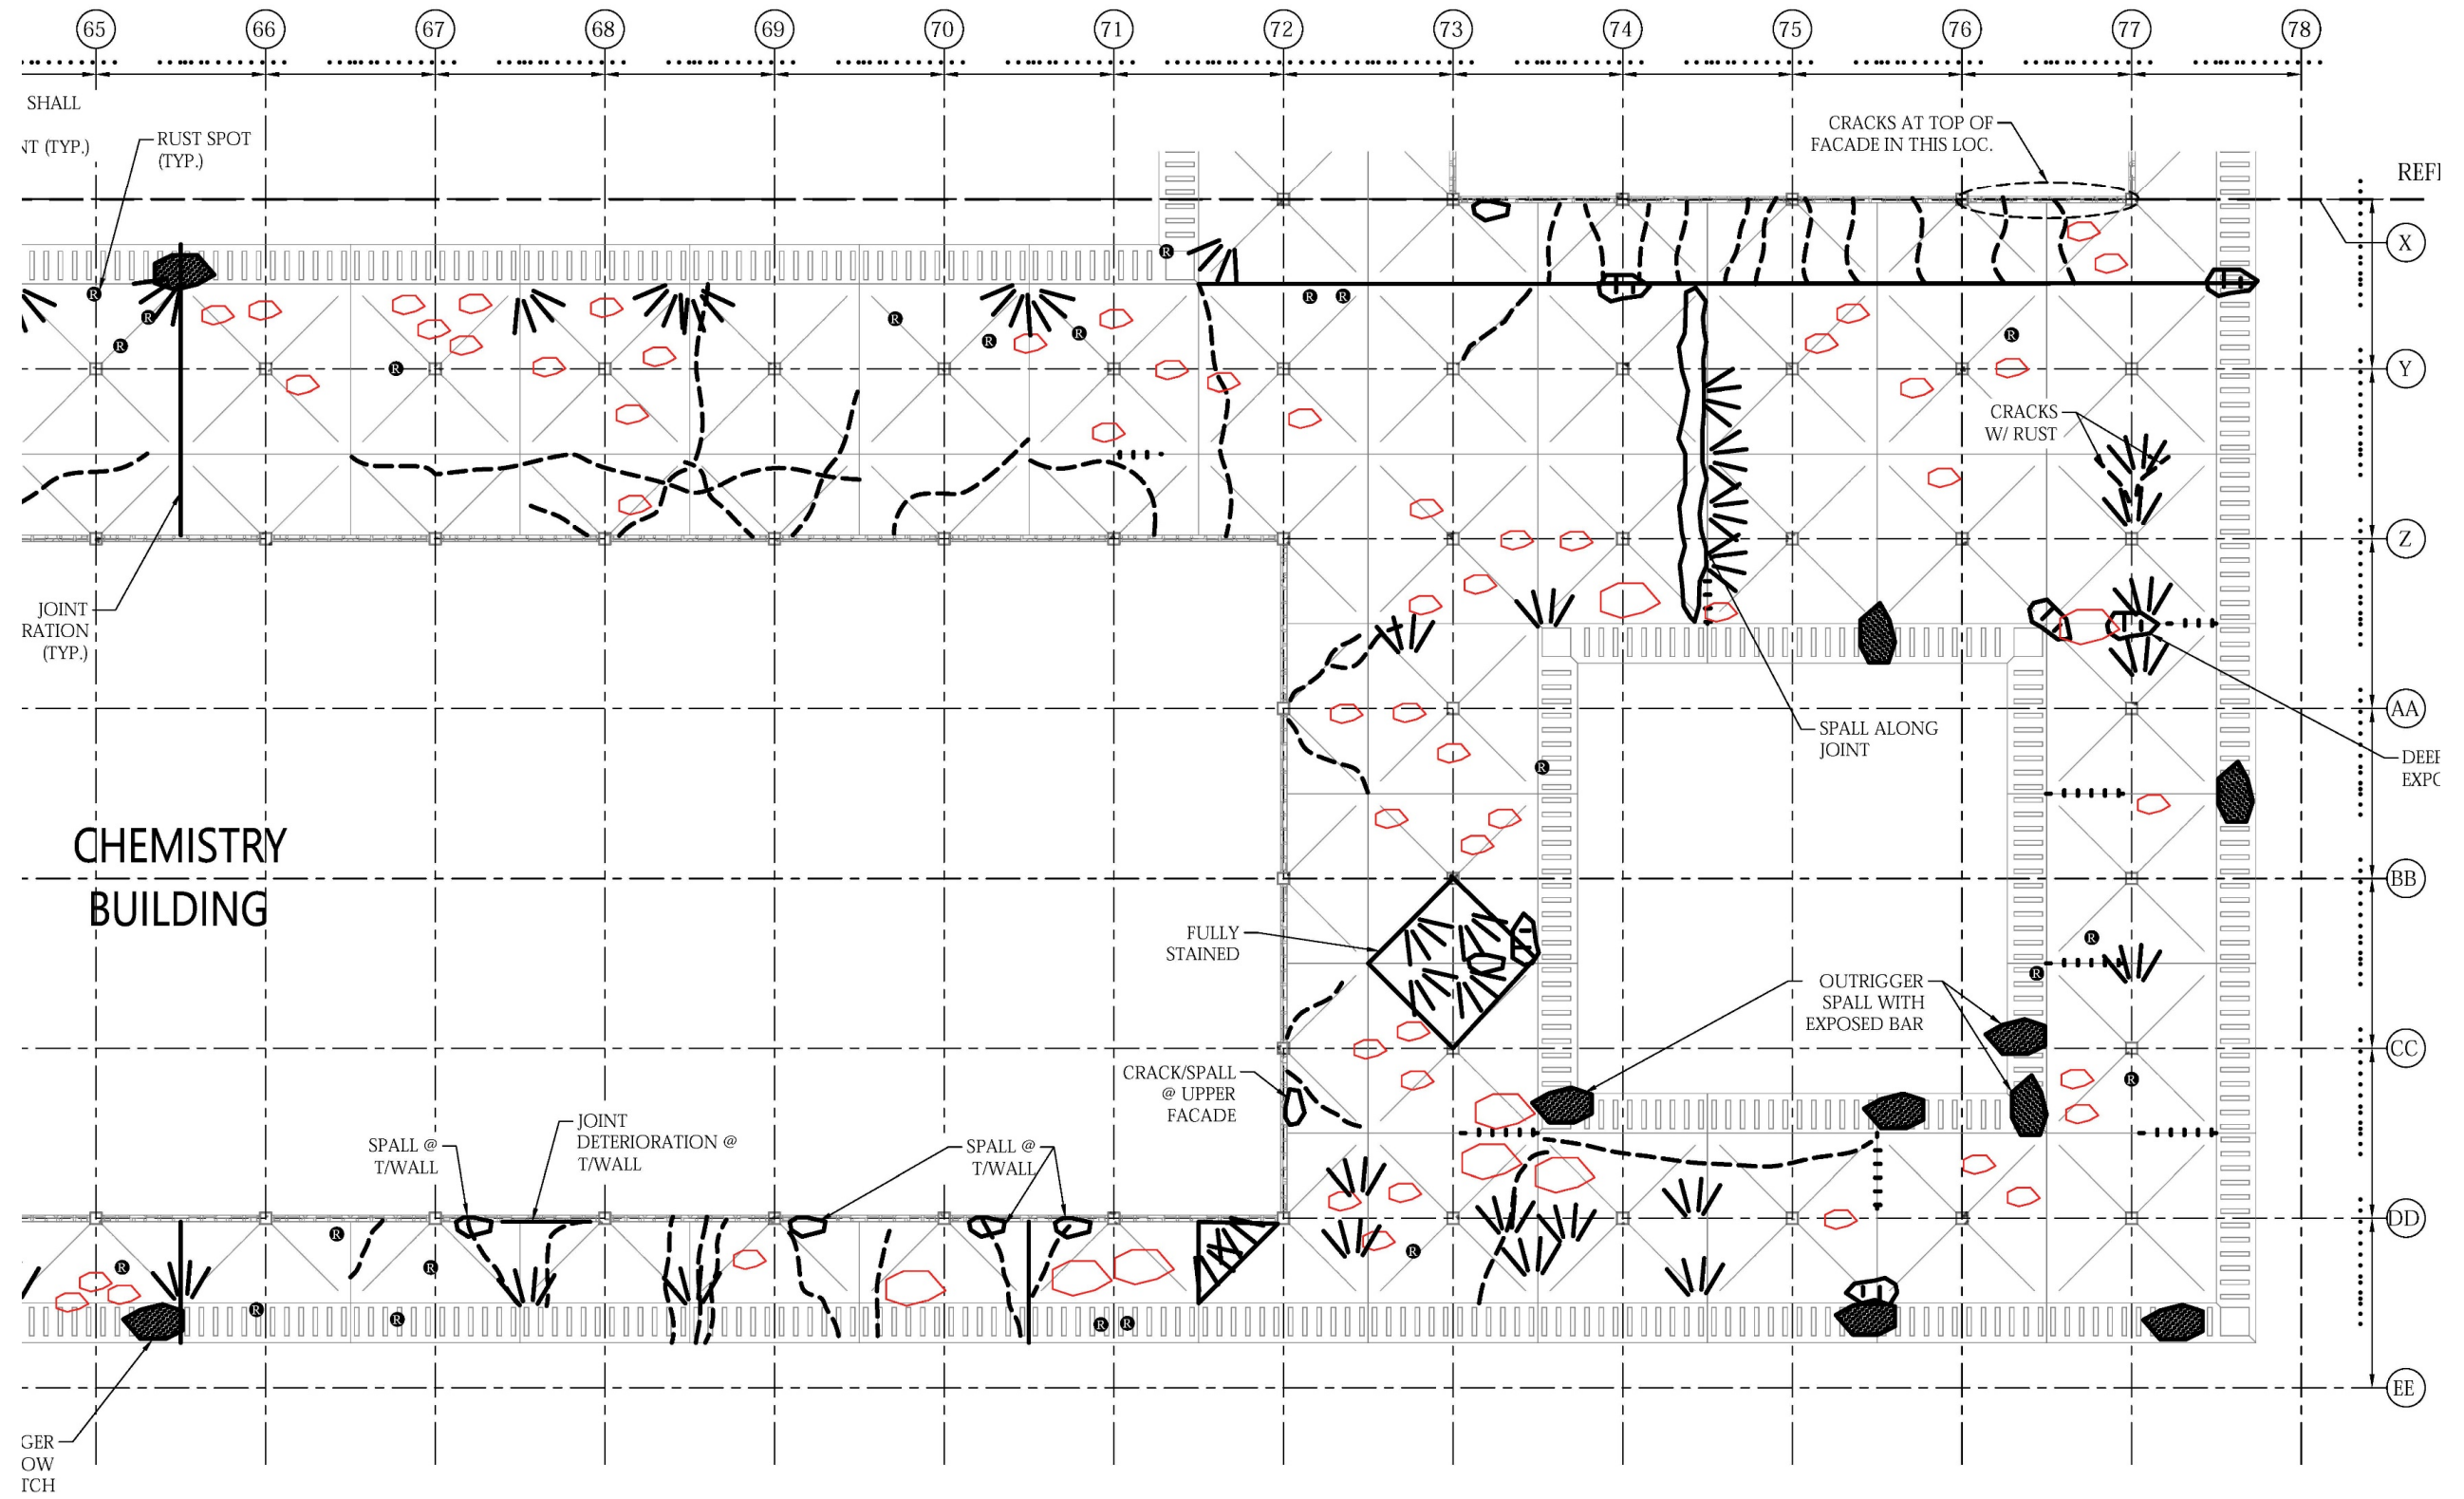 65 66 67 68 69 70 71 72 73 74 75 76 77 78
SHALL
NT (TYP.)
RUST SPOT
(TYP.)
CRACKS AT TOP OF
FACADE IN THIS LOC.
X
R
R
R
R
R
R
R
R
R
R
R
R
Y
CRACKS
W/ RUST
Z
JOINT
RATION
(TYP.)
AA
SPALL ALONG
JOINT
R
CHEMISTRY
BUILDING
BB
FULLY
STAINED
R
R
OUTRIGGER
SPALL WITH
EXPOSED BAR
CC
CRACK/SPALL
@ UPPER
FACADE
R
SPALL @
T/WALL
JOINT
DETERIORATION @
T/WALL
SPALL @
T/WALL
DD
R
R
R
R
R
R
R
R
EE
GER
OW
TCH